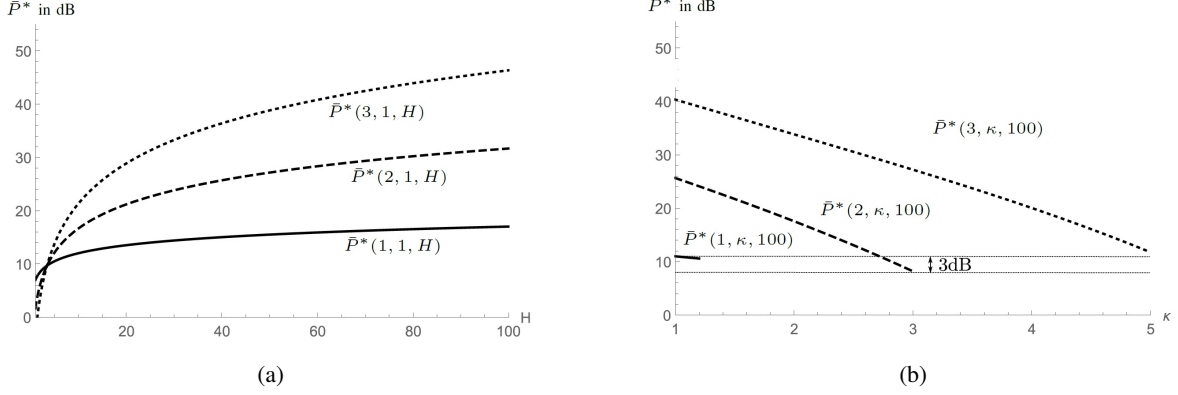 P̄* in dB
50
40
30
20
10
0
20
40
60
80
100
H
P̄*(3, 1, H)
P̄*(2, 1, H)
P̄*(1, 1, H)
(a)
P̄* in dB
50
40
30
20
10
0
1
2
3
4
5
κ
P̄*(3, κ, 100)
P̄*(2, κ, 100)
P̄*(1, κ, 100)
3dB
(b)